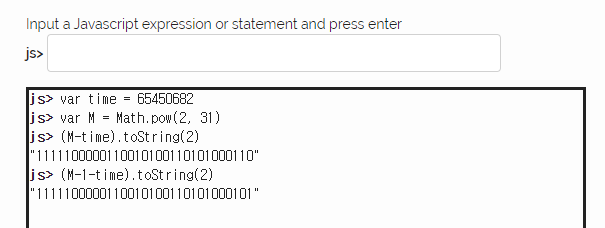 Input a Javascript expression or statement and press enter
js>
js> var time = 65450682
js> var M = Math.pow(2, 31)
js> (M-time).toString(2)
"1111100000110010100110101000110"
js> (M-1-time).toString(2)
"1111100000110010100110101000101"